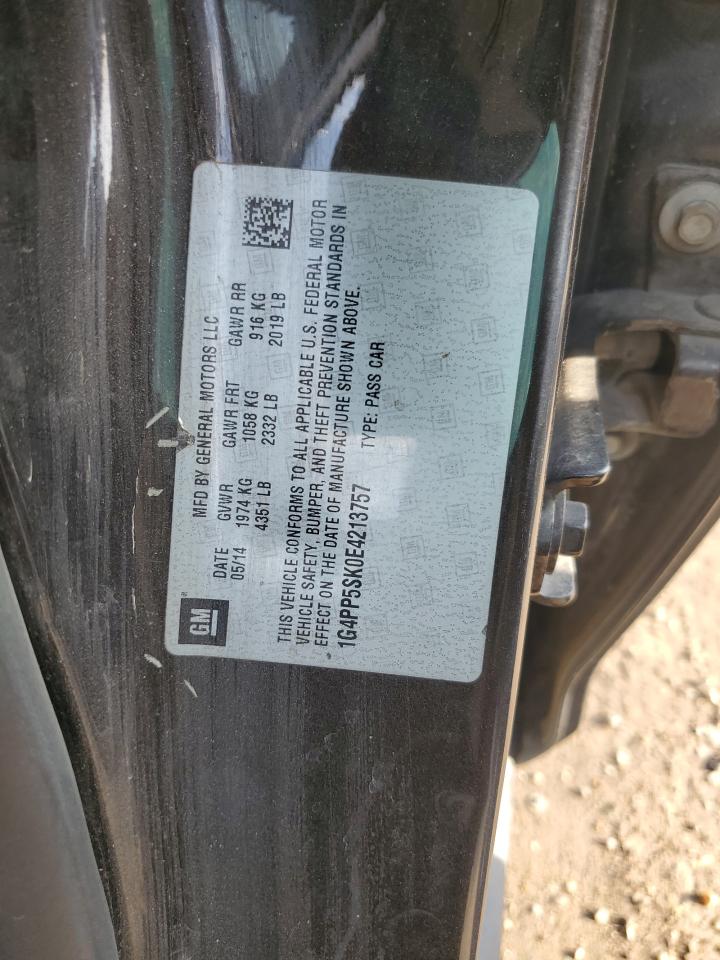 GM
MFD BY GENERAL MOTORS LLC
DATE GVWR GAWR FRT GAWR RR
05/14 1974 KG 1058 KG 916 KG
4351 LB 2332 LB 2019 LB
THIS VEHICLE CONFORMS TO ALL APPLICABLE U.S. FEDERAL MOTOR
VEHICLE SAFETY, BUMPER, AND THEFT PREVENTION STANDARDS IN
EFFECT ON THE DATE OF MANUFACTURE SHOWN ABOVE.
1G4PP5SK0E4213757 TYPE: PASS CAR